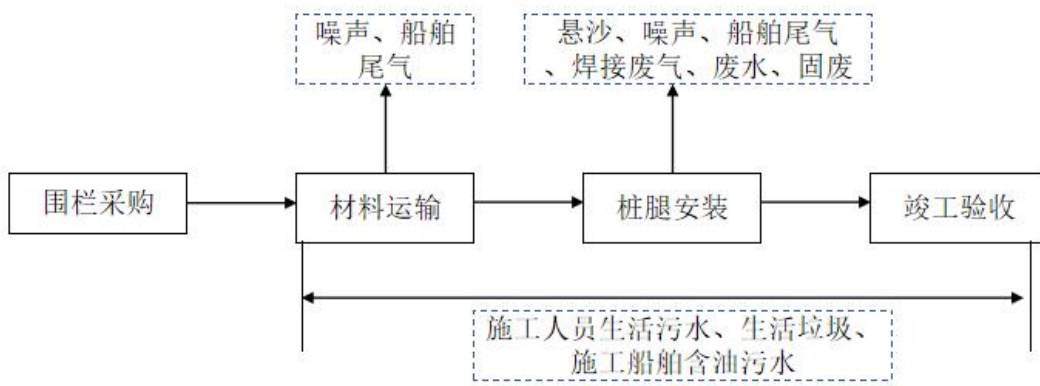 噪声、船舶
尾气
悬沙、噪声、船舶尾气
、焊接废气、废水、固废
围栏采购
材料运输
桩腿安装
竣工验收
施工人员生活污水、生活垃圾、
施工船舶含油污水